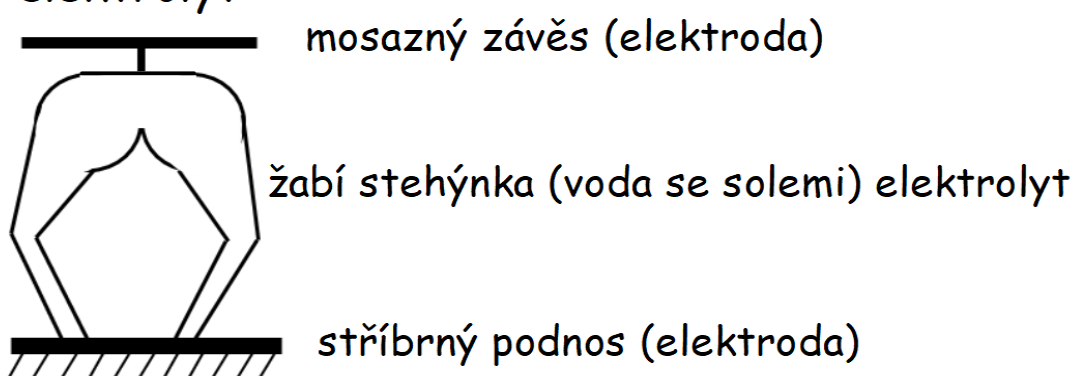 mosazný závěs (elektroda)
žabí stehýnka (voda se solemi) elektrolyt
stříbrný podnos (elektroda)